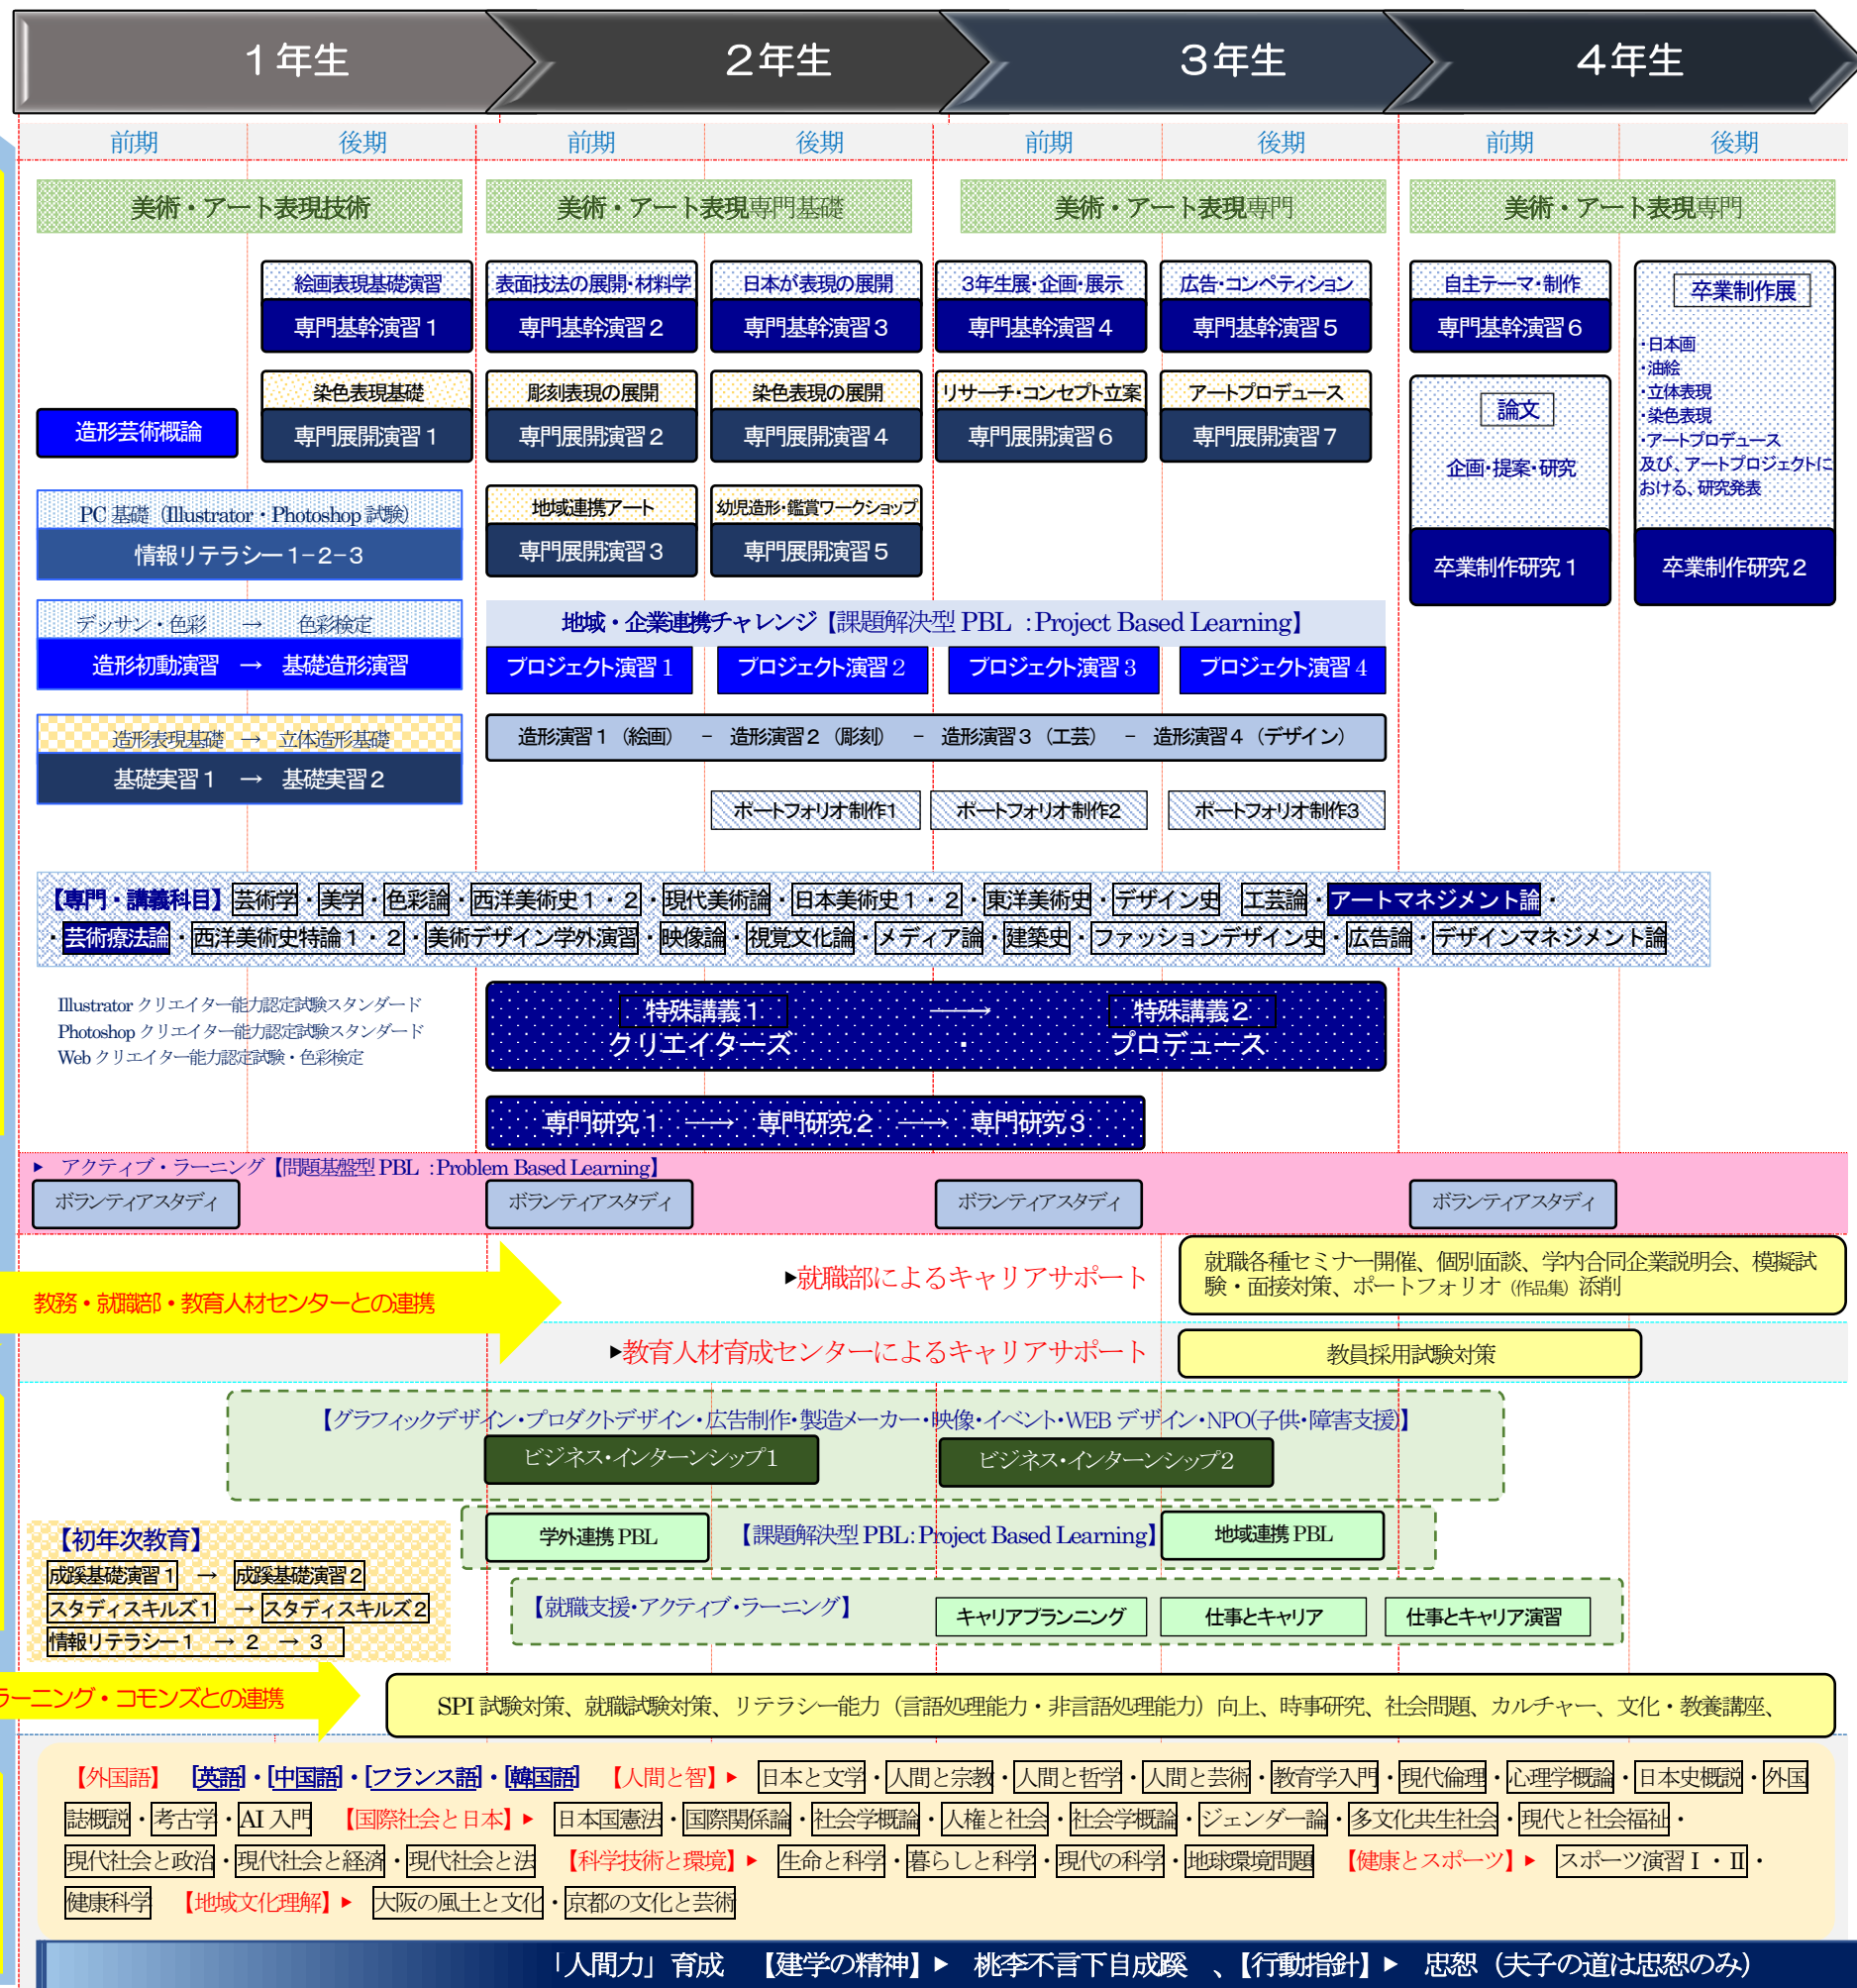 1年生 2年生 3年生 4年生
前期 後期 前期 後期 前期 後期 前期 後期
美術・アート表現技術 美術・アート表現専門基礎 美術・アート表現専門 美術・アート表現専門
絵画表現基礎演習 表面技法の展開・材料学 日本が表現の展開 3年生展・企画・展示 広告・コンペティション 自主テーマ・制作 卒業制作展
専門基幹演習1 専門基幹演習2 専門基幹演習3 専門基幹演習4 専門基幹演習5 専門基幹演習6
・日本画
・油絵
・立体表現
・染色表現
・アートプロデュース
及び、アートプロジェクトに
おける、研究発表
染色表現基礎 彫刻表現の展開 染色表現の展開 リサーチ・コンセプト立案 アートプロデュース 論文
造形芸術概論 専門展開演習1 専門展開演習2 専門展開演習4 専門展開演習6 専門展開演習7
企画・提案・研究
PC 基礎（Illustrator・Photoshop 試験） 地域連携アート 幼児造形・鑑賞ワークショップ
情報リテラシー1−2−3 専門展開演習3 専門展開演習5 卒業制作研究1 卒業制作研究2
デッサン・色彩 → 色彩検定 地域・企業連携チャレンジ【課題解決型 PBL :Project Based Learning】
造形初動演習 → 基礎造形演習 プロジェクト演習1 プロジェクト演習2 プロジェクト演習3 プロジェクト演習4
造形表現基礎 → 立体造形基礎 造形演習1（絵画） − 造形演習2（彫刻） − 造形演習3（工芸） − 造形演習4（デザイン）
基礎実習1 → 基礎実習2
ポートフォリオ制作1 ポートフォリオ制作2 ポートフォリオ制作3
【専門・講義科目】芸術学・美学・色彩論・西洋美術史1・2・現代美術論・日本美術史1・2・東洋美術史・デザイン史 工芸論・アートマネジメント論・
・芸術療法論・西洋美術史特論1・2・美術デザイン学外演習・映像論・視覚文化論・メディア論・建築史・ファッションデザイン史・広告論・デザインマネジメント論
Illustrator クリエイター能力認定試験スタンダード
Photoshop クリエイター能力認定試験スタンダード
Web クリエイター能力認定試験・色彩検定
特殊講義1 → 特殊講義2
クリエイターズ ・ プロデュース
専門研究1 → 専門研究2 → 専門研究3
▶ アクティブ・ラーニング【問題基盤型 PBL :Problem Based Learning】
ボランティアスタディ ボランティアスタディ ボランティアスタディ ボランティアスタディ
教務・就職部・教育人材センターとの連携
▶就職部によるキャリアサポート
就職各種セミナー開催、個別面談、学内合同企業説明会、模擬試
験・面接対策、ポートフォリオ（作品集）添削
▶教育人材育成センターによるキャリアサポート 教員採用試験対策
【グラフィックデザイン・プロダクトデザイン・広告制作・製造メーカー・映像・イベント・WEB デザイン・NPO(子供・障害支援)】
ビジネス・インターンシップ1 ビジネス・インターンシップ2
学外連携 PBL 【課題解決型 PBL:Project Based Learning】 地域連携 PBL
【就職支援・アクティブ・ラーニング】 キャリアプランニング 仕事とキャリア 仕事とキャリア演習
【初年次教育】
成蹊基礎演習1 → 成蹊基礎演習2
スタディスキルズ1 → スタディスキルズ2
情報リテラシー1 → 2 → 3
ラーニング・コモンズとの連携
SPI 試験対策、就職試験対策、リテラシー能力（言語処理能力・非言語処理能力）向上、時事研究、社会問題、カルチャー、文化・教養講座、
【外国語】 [英語]・[中国語]・[フランス語]・[韓国語] 【人間と智】▶ 日本と文学・人間と宗教・人間と哲学・人間と芸術・教育学入門・現代倫理・心理学概論・日本史概説・外国
誌概説・考古学・AI 入門 【国際社会と日本】▶ 日本国憲法・国際関係論・社会学概論・人権と社会・社会学概論・ジェンダー論・多文化共生社会・現代と社会福祉・
現代社会と政治・現代社会と経済・現代社会と法 【科学技術と環境】▶ 生命と科学・暮らしと科学・現代の科学・地球環境問題 【健康とスポーツ】▶ スポーツ演習Ⅰ・Ⅱ・
健康科学 【地域文化理解】▶ 大阪の風土と文化・京都の文化と芸術
「人間力」育成 【建学の精神】▶ 桃李不言下自成蹊 、【行動指針】▶ 忠恕（夫子の道は忠恕のみ）